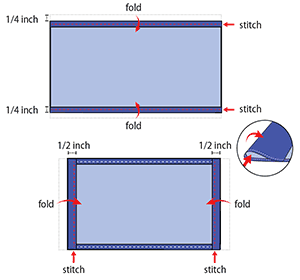 fold
1/4 inch
stitch
1/4 inch
stitch
fold
1/2 inch
1/2 inch
fold
fold
stitch
stitch